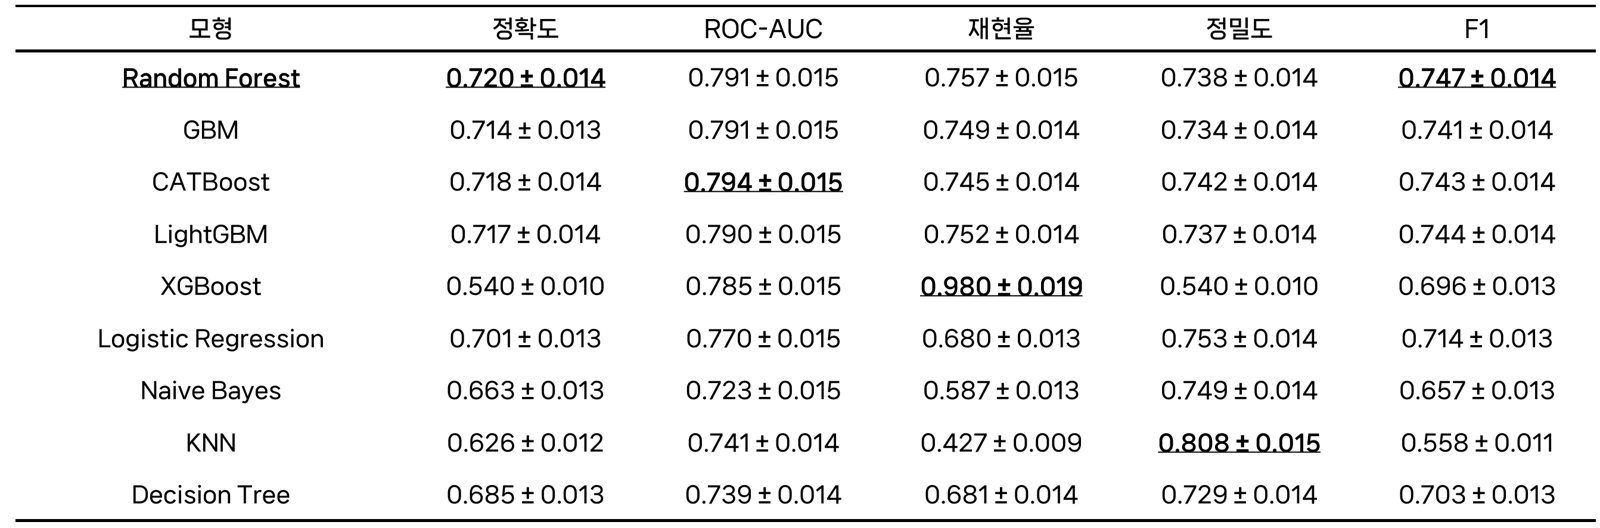 모형 정확도 ROC-AUC 재현율 정밀도 F1
Random Forest 0.720 ± 0.014 0.791 ± 0.015 0.757 ± 0.015 0.738 ± 0.014 0.747 ± 0.014
GBM 0.714 ± 0.013 0.791 ± 0.015 0.749 ± 0.014 0.734 ± 0.014 0.741 ± 0.014
CATBoost 0.718 ± 0.014 0.794 ± 0.015 0.745 ± 0.014 0.742 ± 0.014 0.743 ± 0.014
LightGBM 0.717 ± 0.014 0.790 ± 0.015 0.752 ± 0.014 0.737 ± 0.014 0.744 ± 0.014
XGBoost 0.540 ± 0.010 0.785 ± 0.015 0.980 ± 0.019 0.540 ± 0.010 0.696 ± 0.013
Logistic Regression 0.701 ± 0.013 0.770 ± 0.015 0.680 ± 0.013 0.753 ± 0.014 0.714 ± 0.013
Naive Bayes 0.663 ± 0.013 0.723 ± 0.015 0.587 ± 0.013 0.749 ± 0.014 0.657 ± 0.013
KNN 0.626 ± 0.012 0.741 ± 0.014 0.427 ± 0.009 0.808 ± 0.015 0.558 ± 0.011
Decision Tree 0.685 ± 0.013 0.739 ± 0.014 0.681 ± 0.014 0.729 ± 0.014 0.703 ± 0.013